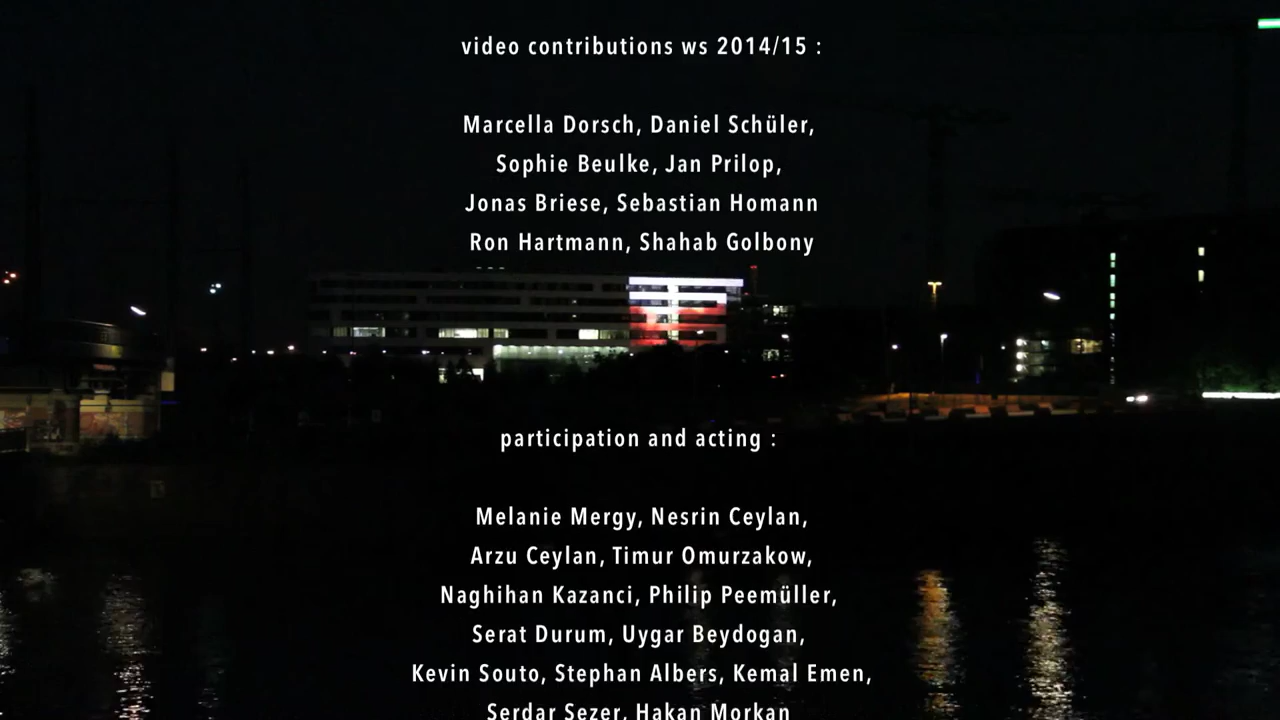 video contributions ws 2014/15 :
Marcella Dorsch, Daniel Schüler,
Sophie Beulke, Jan Prilop,
Jonas Briese, Sebastian Homann
Ron Hartmann, Shahab Golbony
participation and acting :
Melanie Mergy, Nesrin Ceylan,
Arzu Ceylan, Timur Omurzakow,
Naghihan Kazanci, Philip Peemüller,
Serat Durum, Uygar Beydogan,
Kevin Souto, Stephan Albers, Kemal Emen,
Serdar Sezer, Hakan Morkan